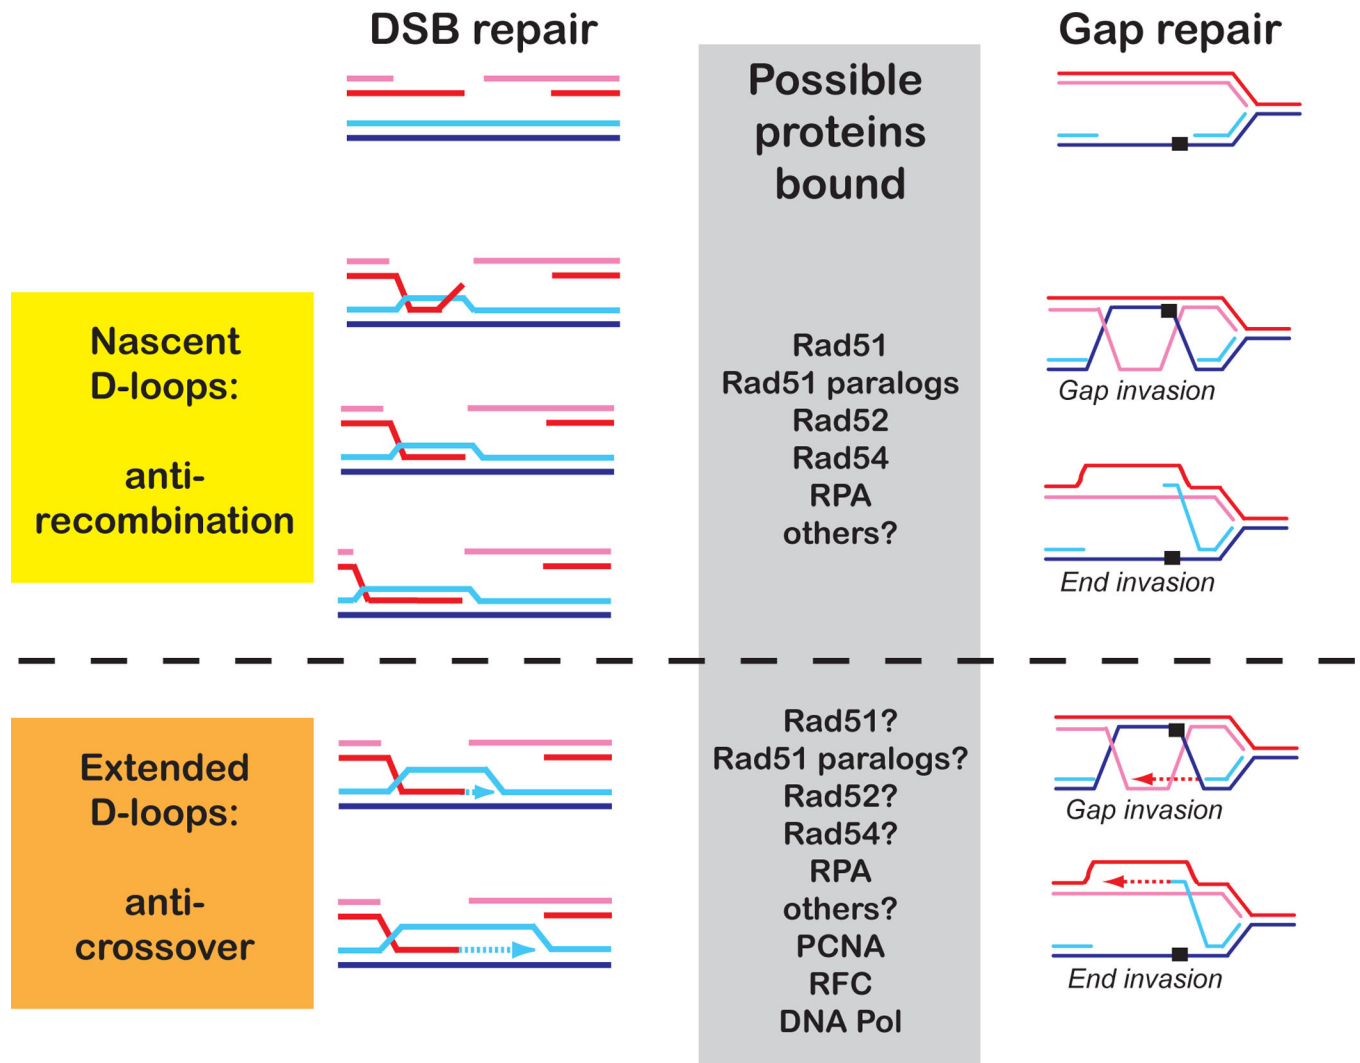 DSB repair
Possible
proteins
bound
Gap repair
Nascent
D-loops:
anti-
recombination
Rad51
Rad51 paralogs
Rad52
Rad54
RPA
others?
Gap invasion
End invasion
Extended
D-loops:
anti-
crossover
Rad51?
Rad51 paralogs?
Rad52?
Rad54?
RPA
others?
PCNA
RFC
DNA Pol
Gap invasion
End invasion